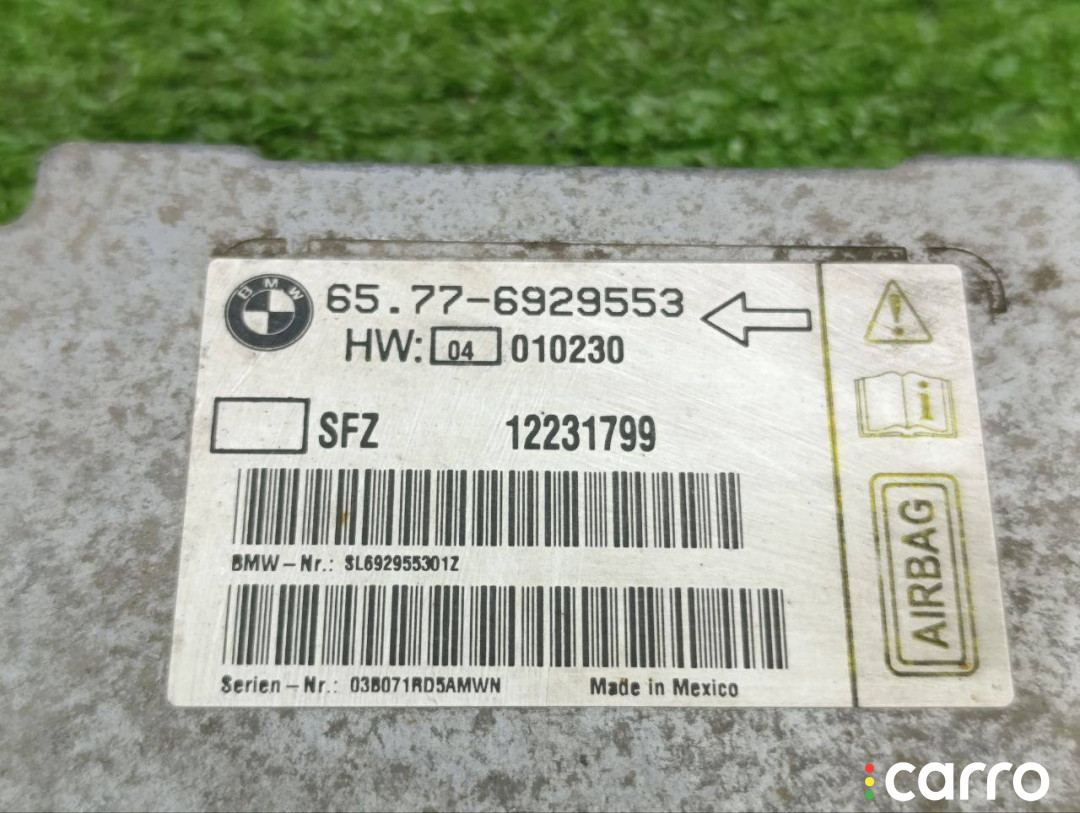 BMW
65.77-6929553
HW: 04 010230
SFZ 12231799
BMW-Nr.: SL692955301Z
Serien-Nr.: 03B071RD5AMWN Made in Mexico
i
AIRBAG
carro